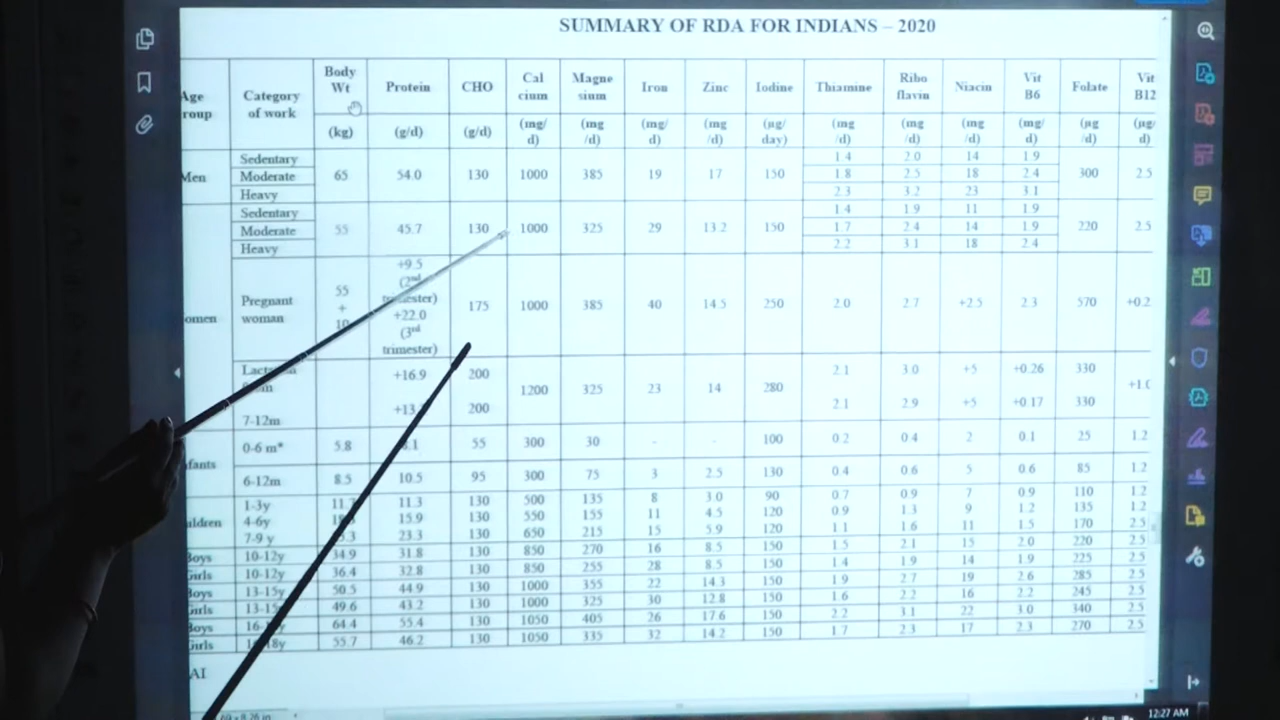 SUMMARY OF RDA FOR INDIANS – 2020
Age group Category of work Body Wt Protein CHO Cal cium Magne sium Iron Zinc Iodine Thiamine Ribo flavin Niacin Vit B6 Folate Vit B12
(kg) (g/d) (g/d) (mg/ d) (mg /d) (mg/ d) (mg /d) (µg/ day) (mg /d) (mg/ d) (mg /d) (mg/ d) (µg /d) (µg/ d)
Men Sedentary 65 54.0 130 1000 385 19 17 150 1.4 2.0 14 1.9 300 2.5
Moderate 1.8 2.5 18 2.4
Heavy 2.3 3.2 23 3.1
omen Sedentary 55 45.7 130 1000 325 29 13.2 150 1.4 1.9 11 1.9 220 2.5
Moderate 1.7 2.4 14 1.9
Heavy 2.2 3.1 18 2.4
Pregnant woman 55 + 10 +9.5 (2nd trimester) +22.0 (3rd trimester) 175 1000 385 40 14.5 250 2.0 2.7 +2.5 2.3 570 +0.2
+16.9 200 1200 325 23 14 280 2.1 3.0 +5 +0.26 330 +1.0
7-12m 200 2.1 2.9 +5 +0.17 330
fants 0-6 m* 5.8 55 300 30 - - 100 0.2 0.4 2 0.1 25 1.2
6-12m 8.5 10.5 95 300 75 3 2.5 130 0.4 0.6 5 0.6 85 1.2
ildren 1-3y 11.3 130 500 135 8 3.0 90 0.7 0.9 7 0.9 110 1.2
4-6y 15.9 130 550 155 11 4.5 120 0.9 1.3 9 1.2 135 1.2
7-9 y 23.3 130 650 215 15 5.9 120 1.1 1.6 11 1.5 170 2.5
Boys 10-12y 34.9 31.8 130 850 270 16 8.5 150 1.5 2.1 15 2.0 220 2.5
Girls 10-12y 36.4 32.8 130 850 255 28 8.5 150 1.4 1.9 14 1.9 225 2.5
Boys 13-15y 50.5 44.9 130 1000 355 22 14.3 150 1.9 2.7 19 2.6 285 2.5
Girls 49.6 43.2 130 1000 325 30 12.8 150 1.6 2.2 16 2.2 245 2.5
Boys 64.4 55.4 130 1050 405 26 17.6 150 2.2 3.1 22 3.0 340 2.5
Girls 55.7 46.2 130 1050 335 32 14.2 150 1.7 2.3 17 2.3 270 2.5
AI
12:27 AM